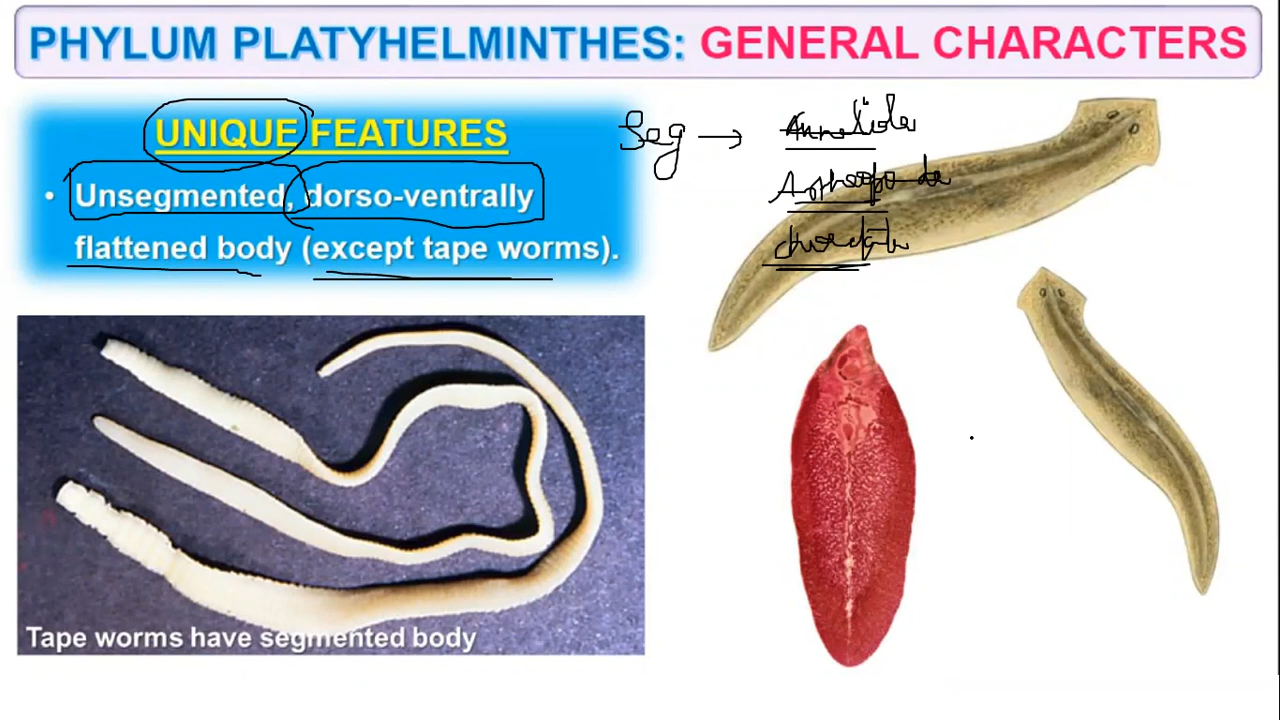 PHYLUM PLATYHELMINTHES: GENERAL CHARACTERS
UNIQUE FEATURES
• Unsegmented, dorso-ventrally
flattened body (except tape worms).
Seg →
Annelida
Arthropoda
chordata
Tape worms have segmented body